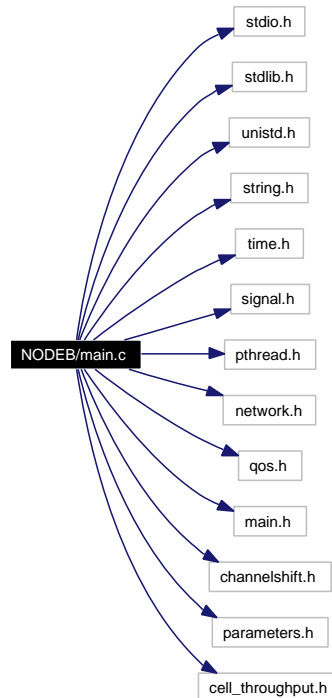 stdio.h
stdlib.h
unistd.h
string.h
time.h
signal.h
NODEB/main.c
pthread.h
network.h
qos.h
main.h
channelshift.h
parameters.h
cell_throughput.h